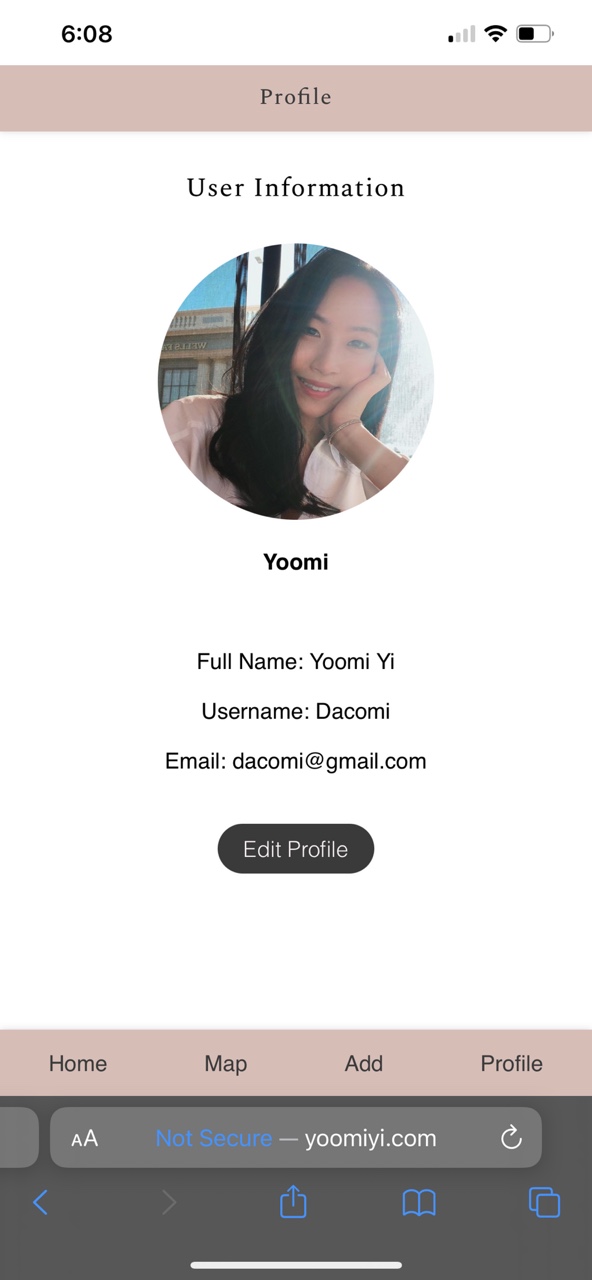 6:08
Profile
User Information
WELLS F
Yoomi
Full Name: Yoomi Yi
Username: Dacomi
Email: dacomi@gmail.com
Edit Profile
Home Map Add Profile
AA Not Secure — yoomiyi.com